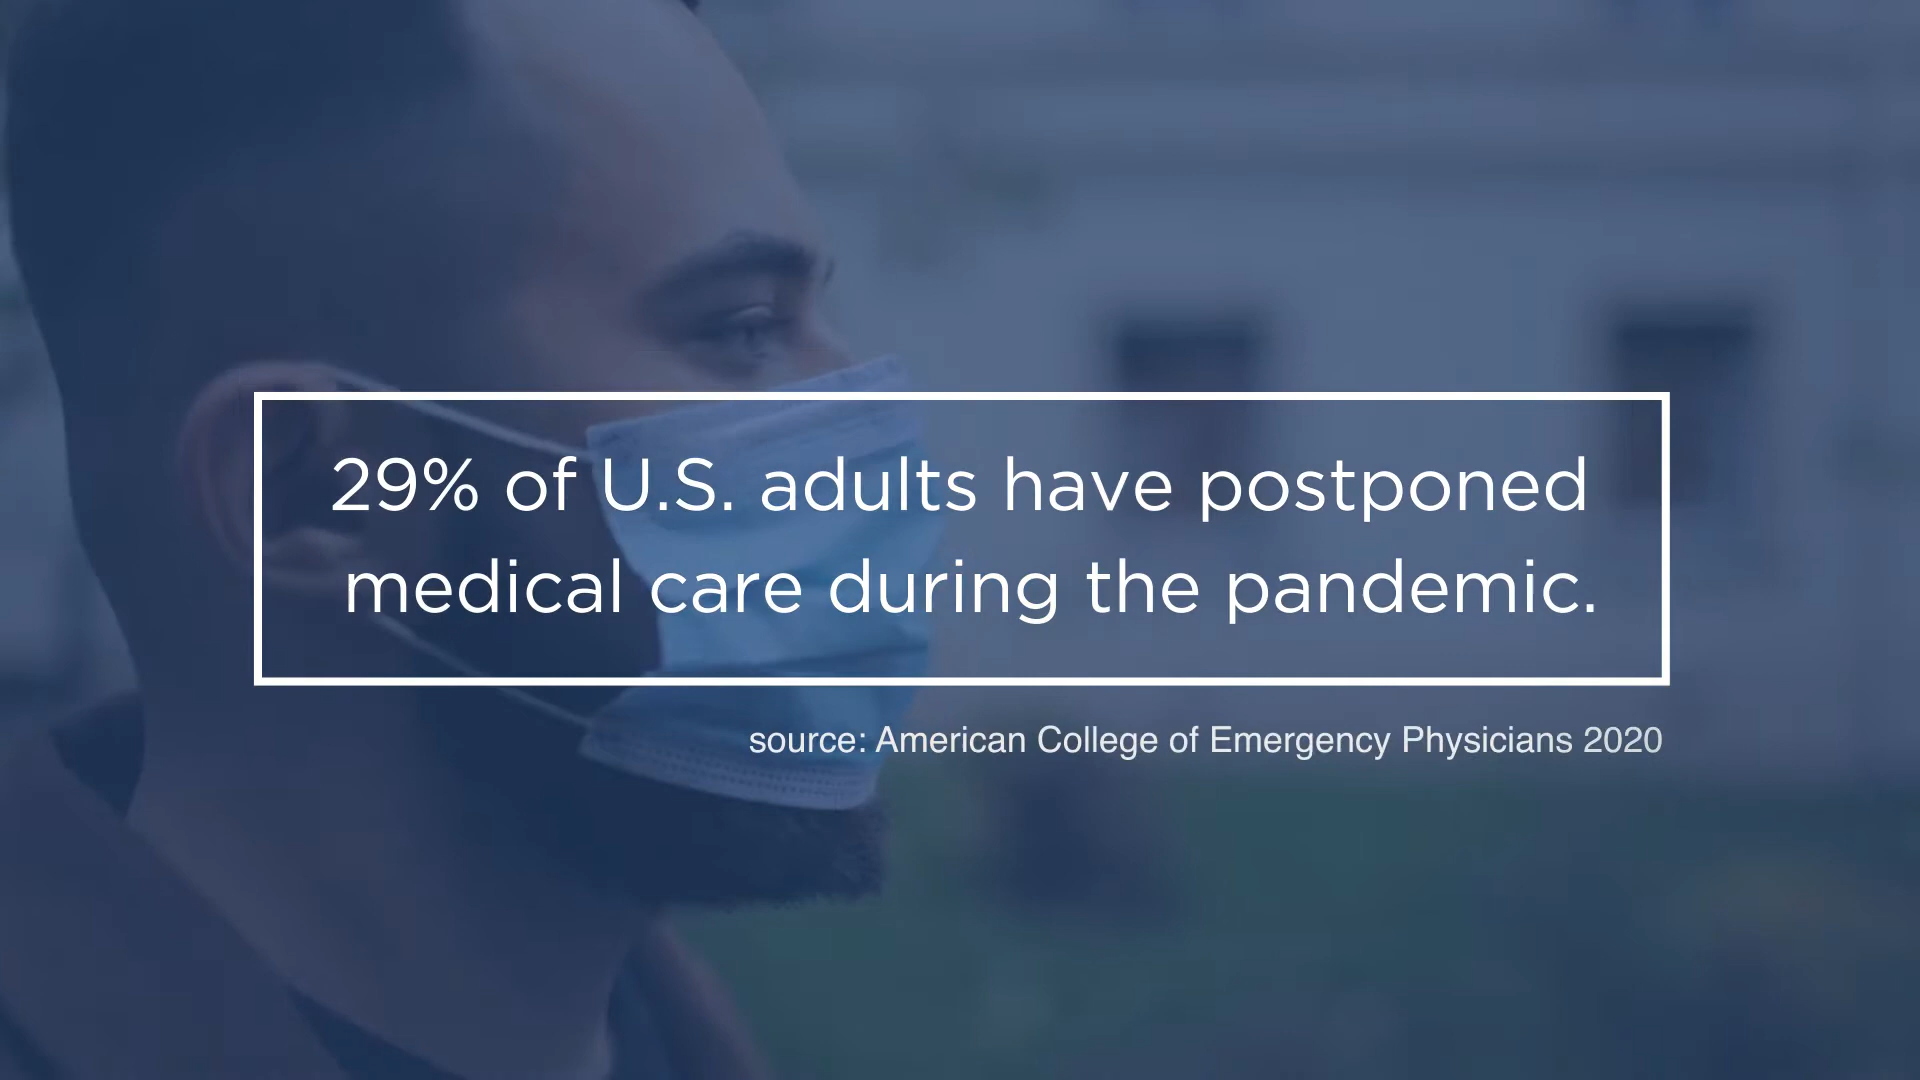 29% of U.S. adults have postponed
medical care during the pandemic.
source: American College of Emergency Physicians 2020